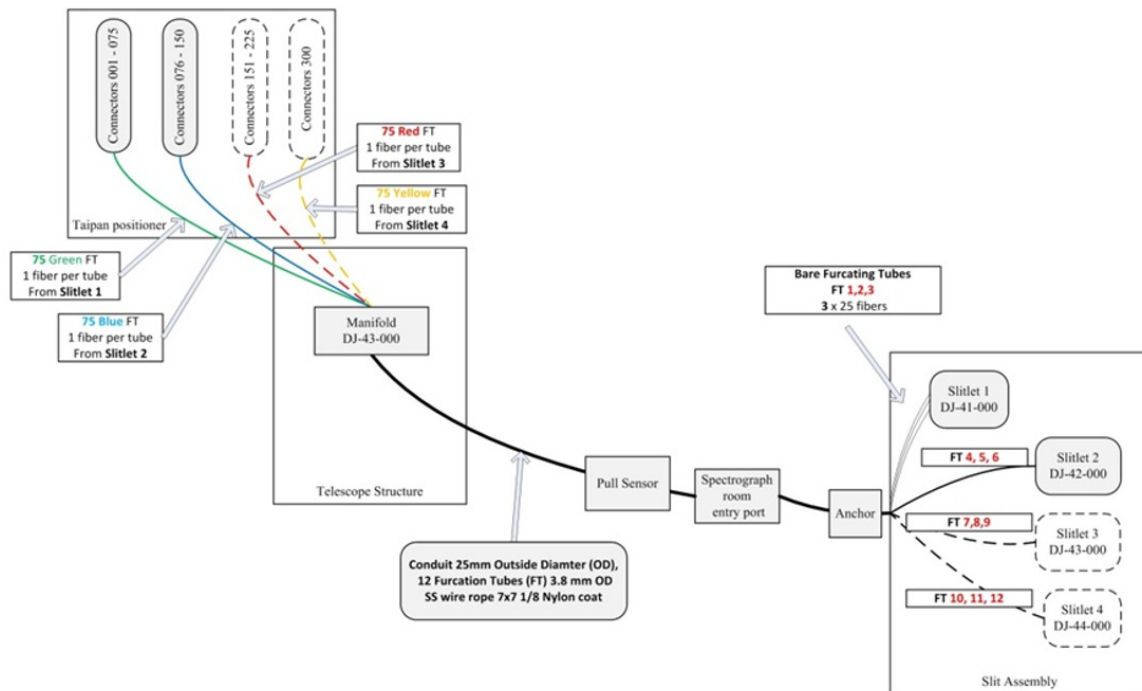 Connectors 001 - 075
Connectors 076 - 150
Connectors 151 - 225
Connectors 300
75 Red FT
1 fiber per tube
From Slitlet 3
75 Yellow FT
1 fiber per tube
From Slitlet 4
Taipan positioner
75 Green FT
1 fiber per tube
From Slitlet 1
75 Blue FT
1 fiber per tube
From Slitlet 2
Manifold
DJ-43-000
Telescope Structure
Bare Furcating Tubes
FT 1,2,3
3 x 25 fibers
Pull Sensor
Spectrograph
room
entry port
Anchor
Conduit 25mm Outside Diamter (OD),
12 Furcation Tubes (FT) 3.8 mm OD
SS wire rope 7x7 1/8 Nylon coat
Slitlet 1
DJ-41-000
FT 4, 5, 6
Slitlet 2
DJ-42-000
FT 7,8,9
Slitlet 3
DJ-43-000
FT 10, 11, 12
Slitlet 4
DJ-44-000
Slit Assembly